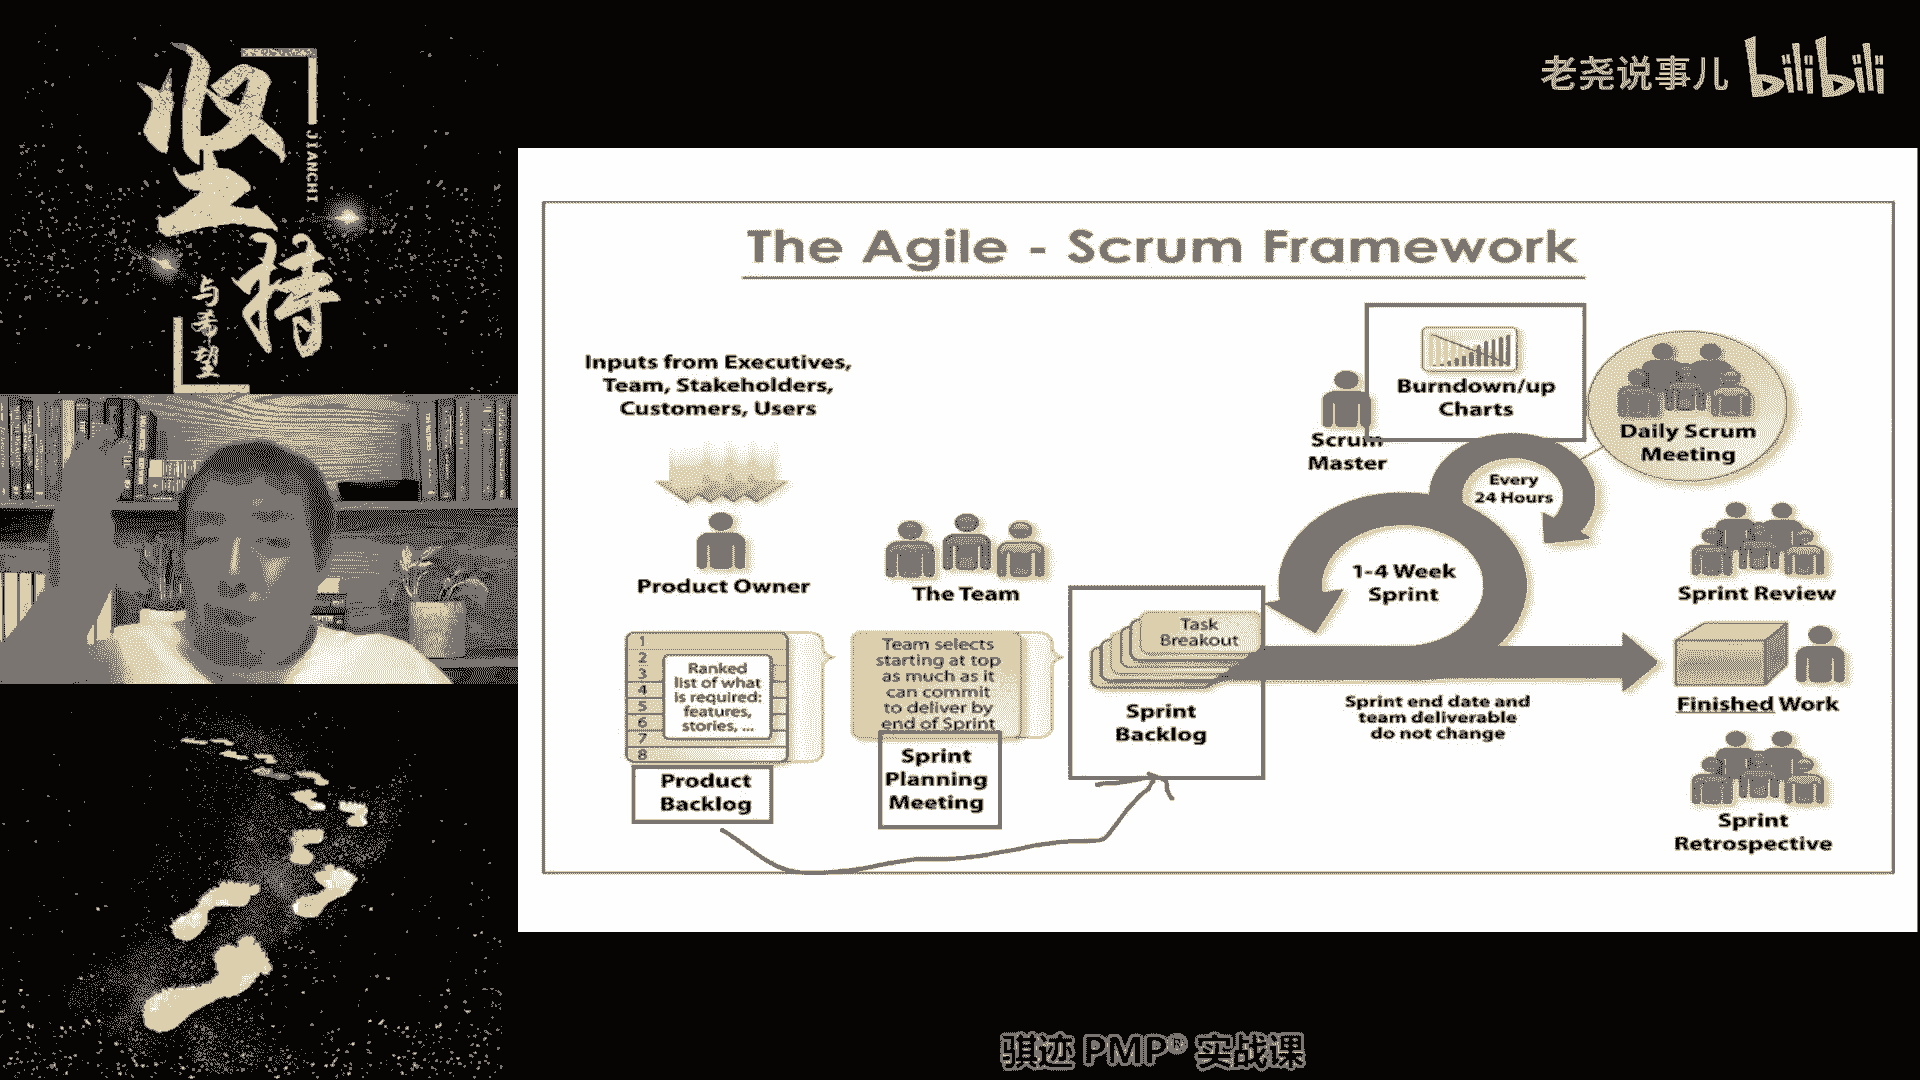 坚持
JIANCHI
与希望
老尧说事儿 bilibili
The Agile - Scrum Framework
Inputs from Executives,
Team, Stakeholders,
Customers, Users
Product Owner
The Team
1
2
3
4
5
6
7
8
Ranked
list of what
is required:
features,
stories, ...
Product
Backlog
Team selects
starting at top
as much as it
can commit
to deliver by
end of Sprint
Sprint
Planning
Meeting
Task
Breakout
Sprint
Backlog
Scrum
Master
Burndown/up
Charts
Daily Scrum
Meeting
Every
24 Hours
1-4 Week
Sprint
Sprint end date and
team deliverable
do not change
Sprint Review
Finished Work
Sprint
Retrospective
骐迹 PMP® 实战课